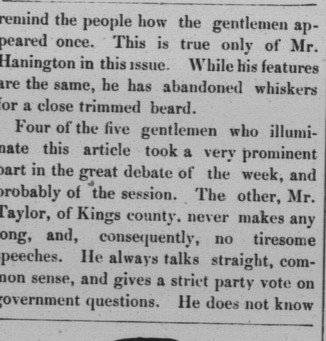 remind the people how the gentlemen ap-
peared once. This is true only of Mr.
Hanington in this issue. While his features
are the same, he has abandoned whiskers
for a close trimmed beard.
Four of the five gentlemen who illumi-
nate this article took a very prominent
part in the great debate of the week, and
probably of the session. The other, Mr.
Taylor, of Kings county, never makes any
long, and, consequently, no tiresome
speeches. He always talks straight, com-
mon sense, and gives a strict party vote on
government questions. He does not know